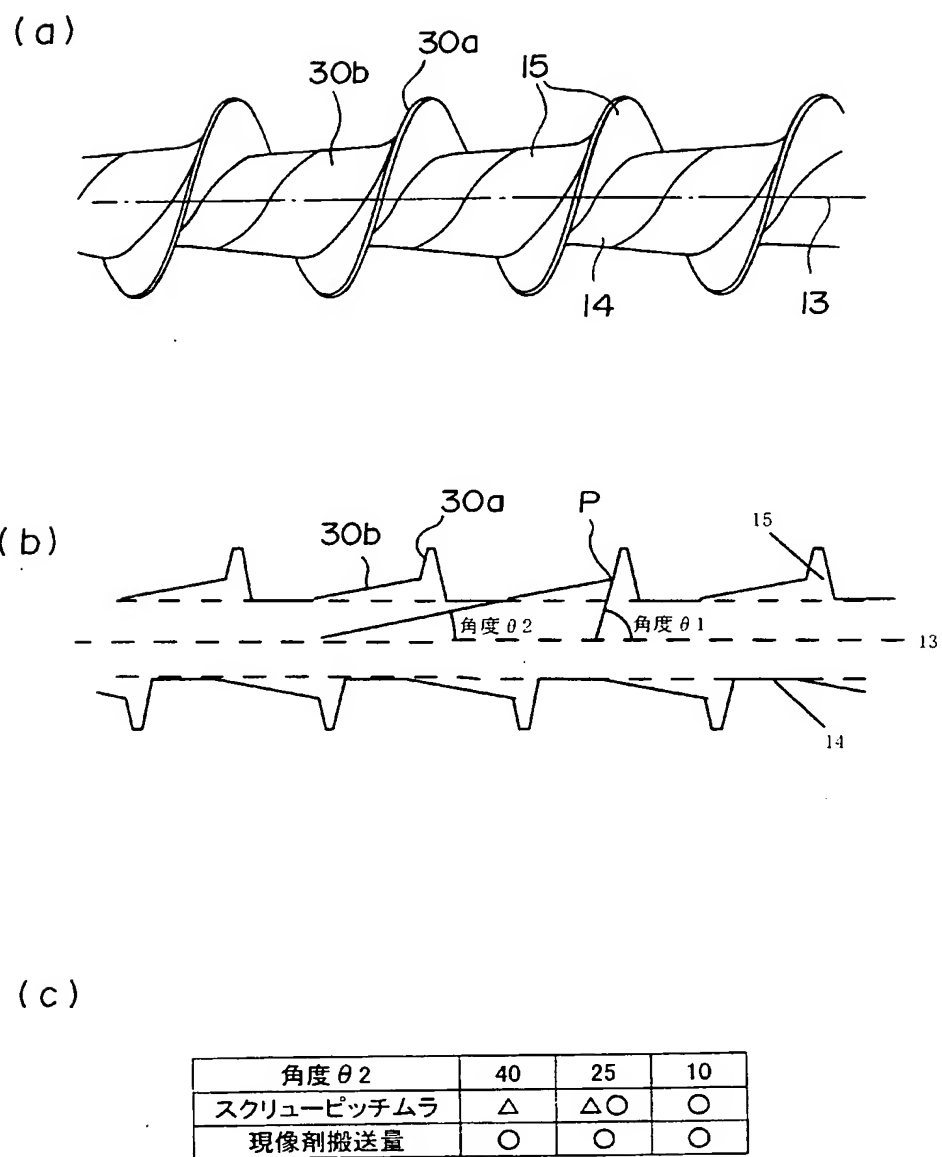 (a)
30a
30b
15
14
13
(b)
30a
30b
P
15
角度θ2
角度θ1
13
14
(c)
角度θ2 40 25 10
スクリューピッチムラ △ △○ ○
現像剤搬送量 ○ ○ ○